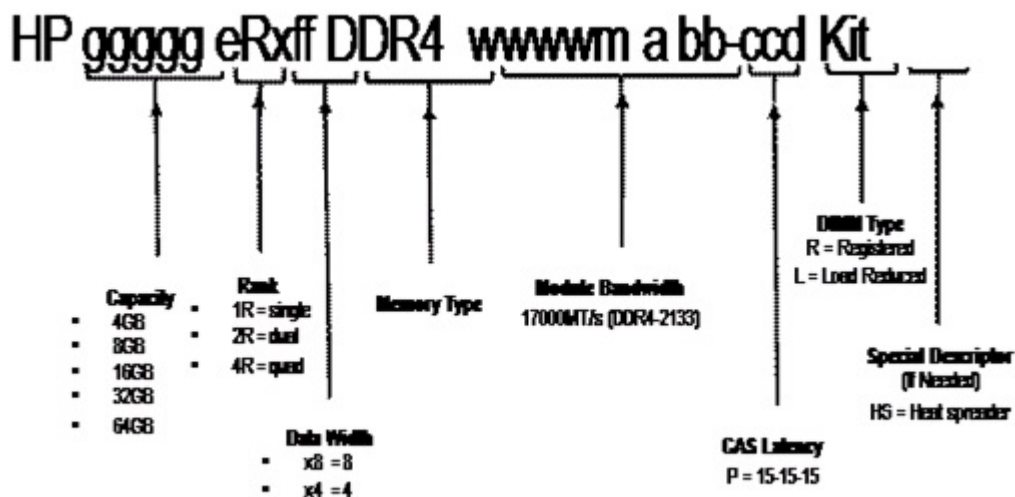 HP ggggg eRxff DDR4 wwwwm a bb-ccd Kit
Capacity
▪ 4GB
▪ 8GB
▪ 16GB
▪ 32GB
▪ 64GB
Rank
▪ 1R = single
▪ 2R = dual
▪ 4R = quad
Data Width
▪ x8 = 8
▪ x4 = 4
Memory Type
Module Bandwidth
17000MT/s (DDR4-2133)
CAS Latency
P = 15-15-15
DIMM Type
R = Registered
L = Load Reduced
Special Descriptor
(If Needed)
HS = Heat spreader